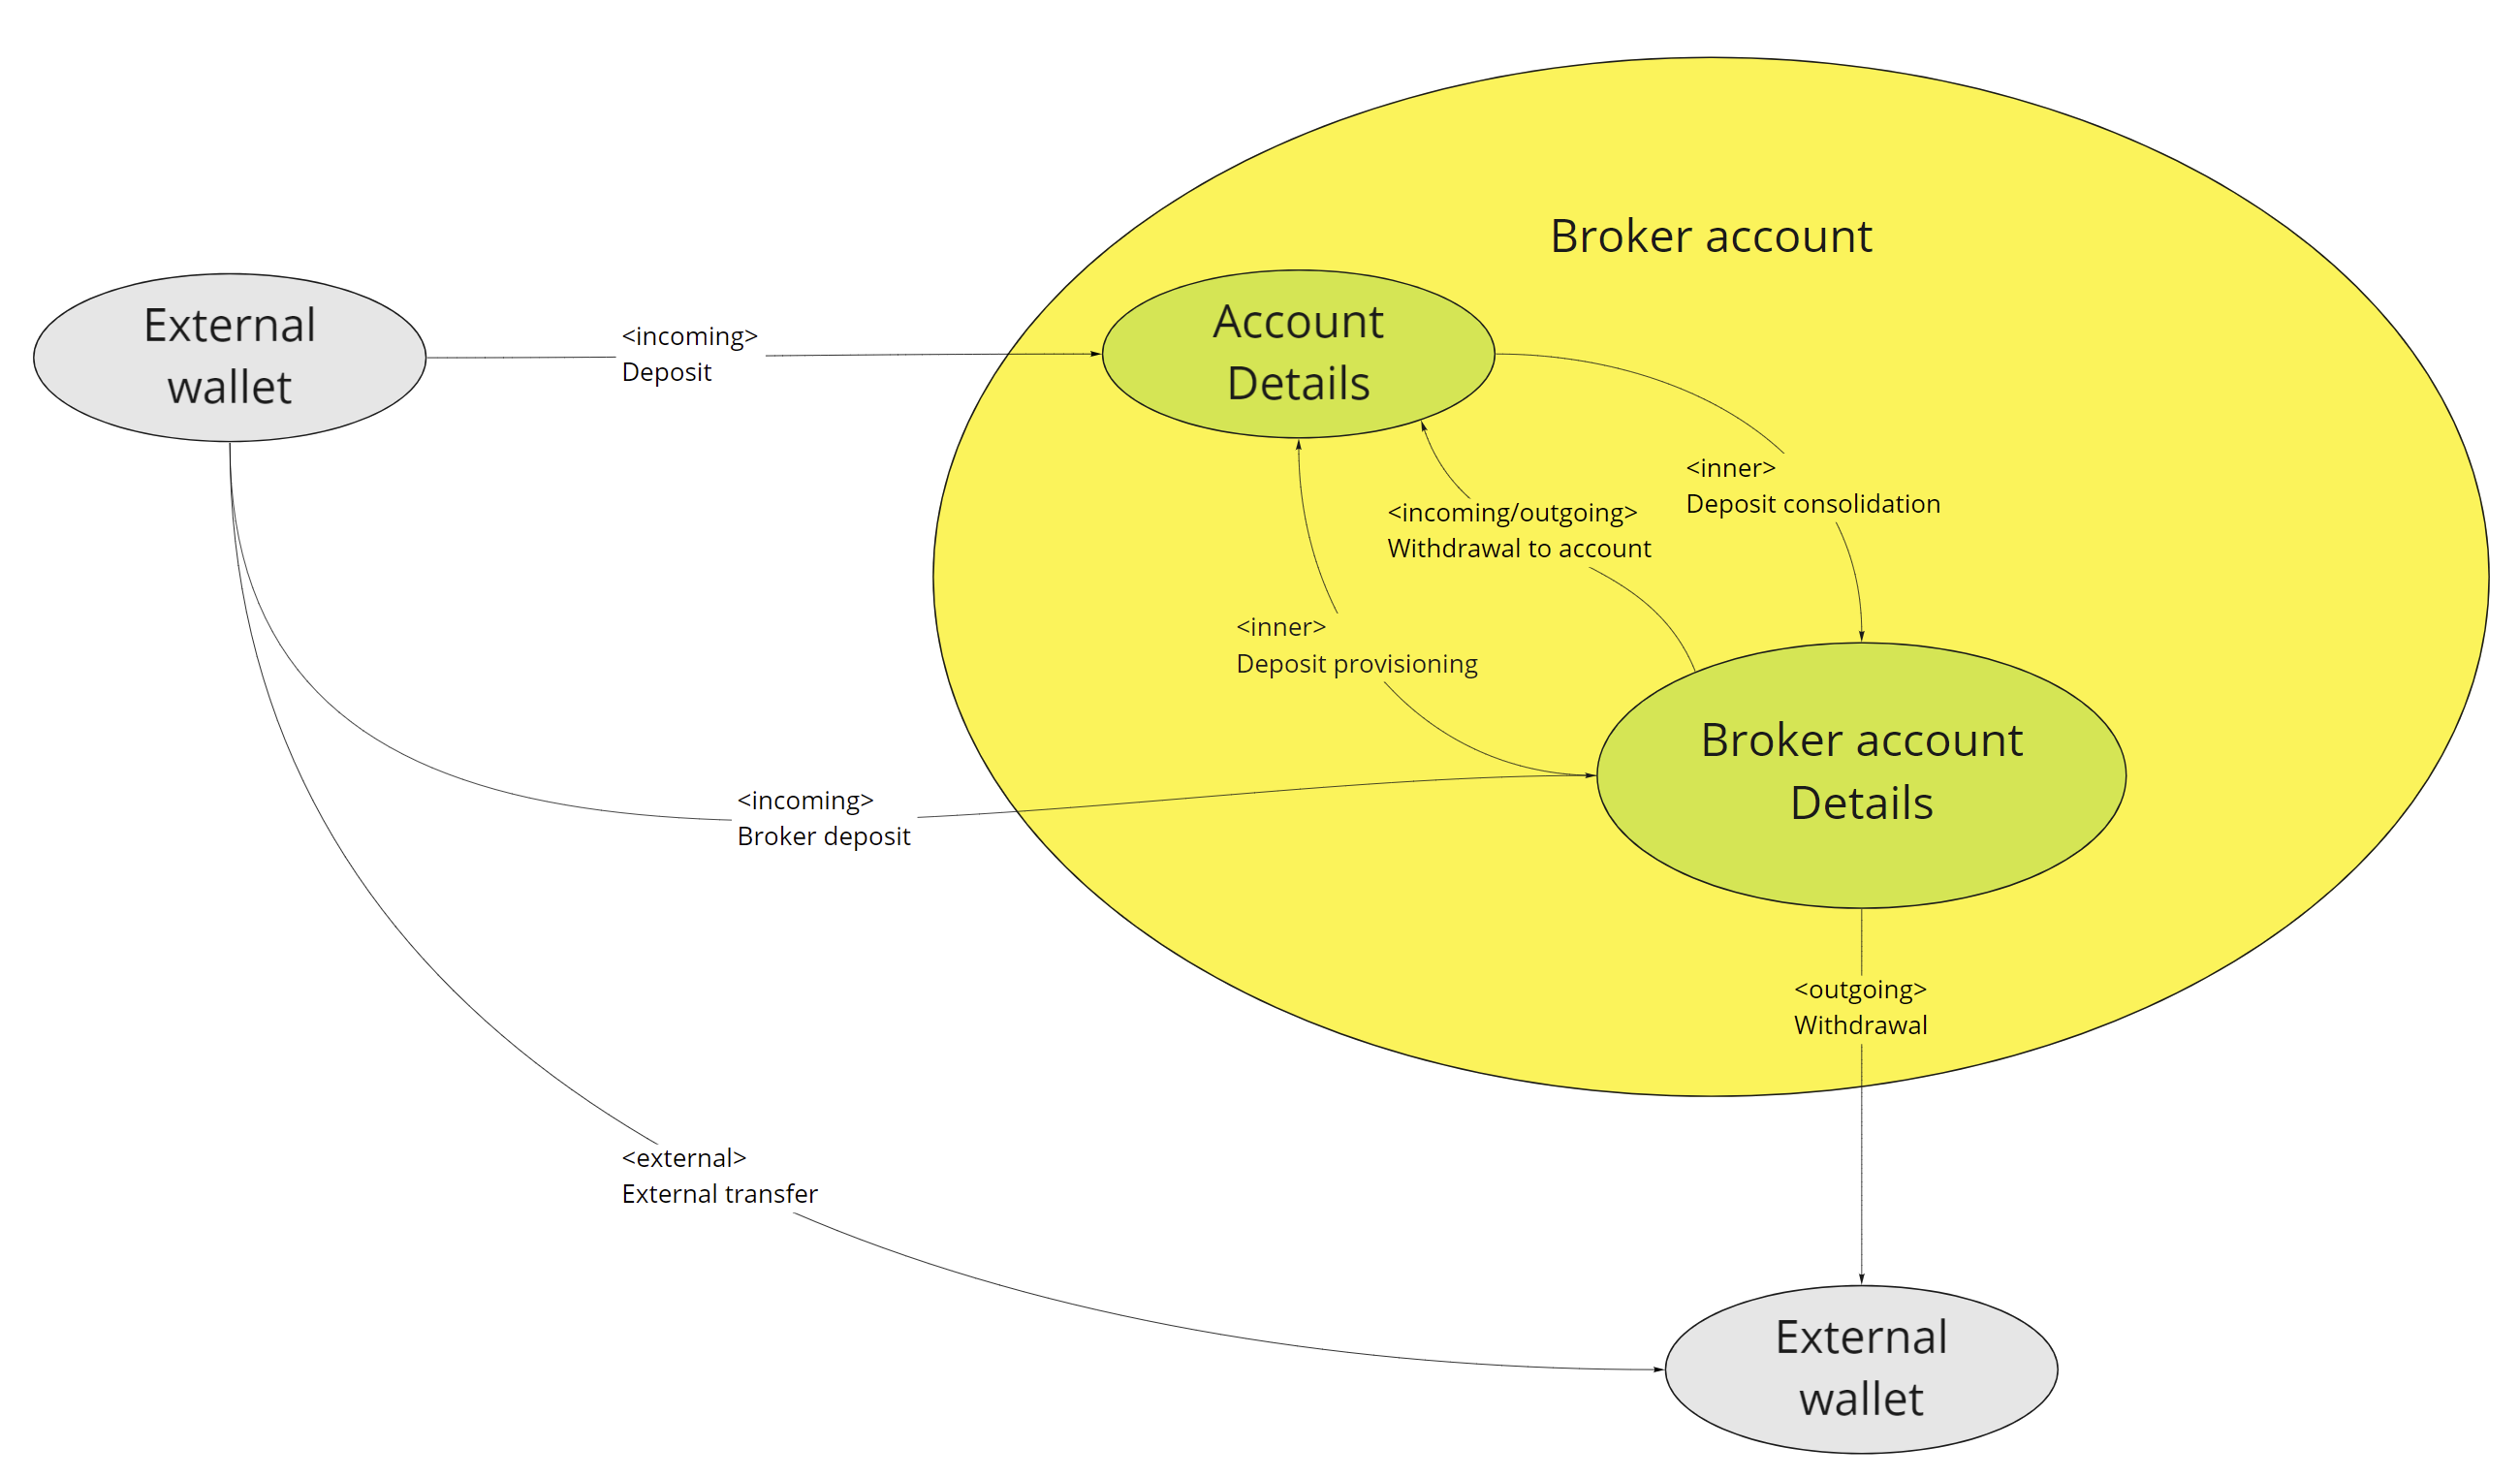 Broker account
External
wallet
<incoming>
Deposit
Account
Details
<inner>
Deposit consolidation
<incoming/outgoing>
Withdrawal to account
<inner>
Deposit provisioning
Broker account
Details
<incoming>
Broker deposit
<outgoing>
Withdrawal
<external>
External transfer
External
wallet